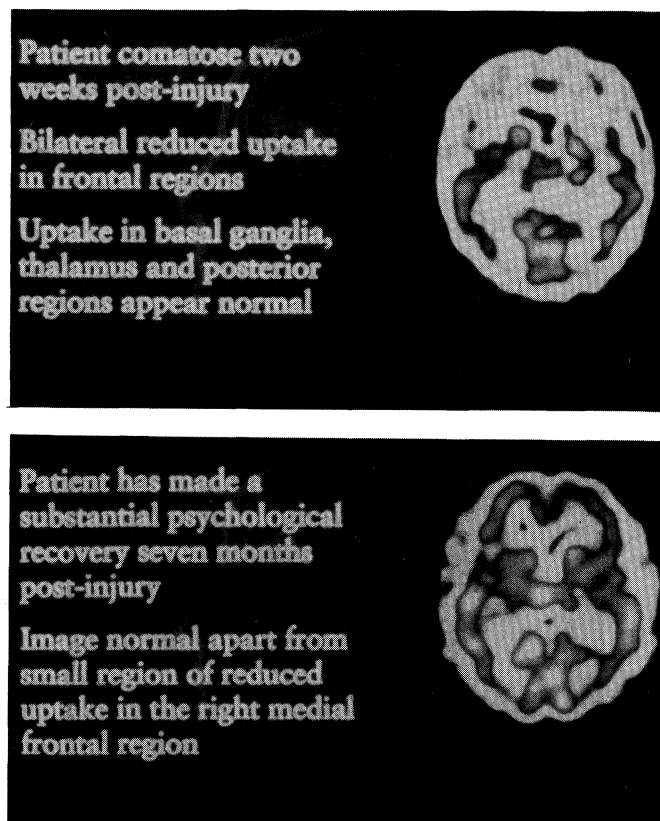 Patient comatose two
weeks post-injury
Bilateral reduced uptake
in frontal regions
Uptake in basal ganglia,
thalamus and posterior
regions appear normal
Patient has made a
substantial psychological
recovery seven months
post-injury
Image normal apart from
small region of reduced
uptake in the right medial
frontal region